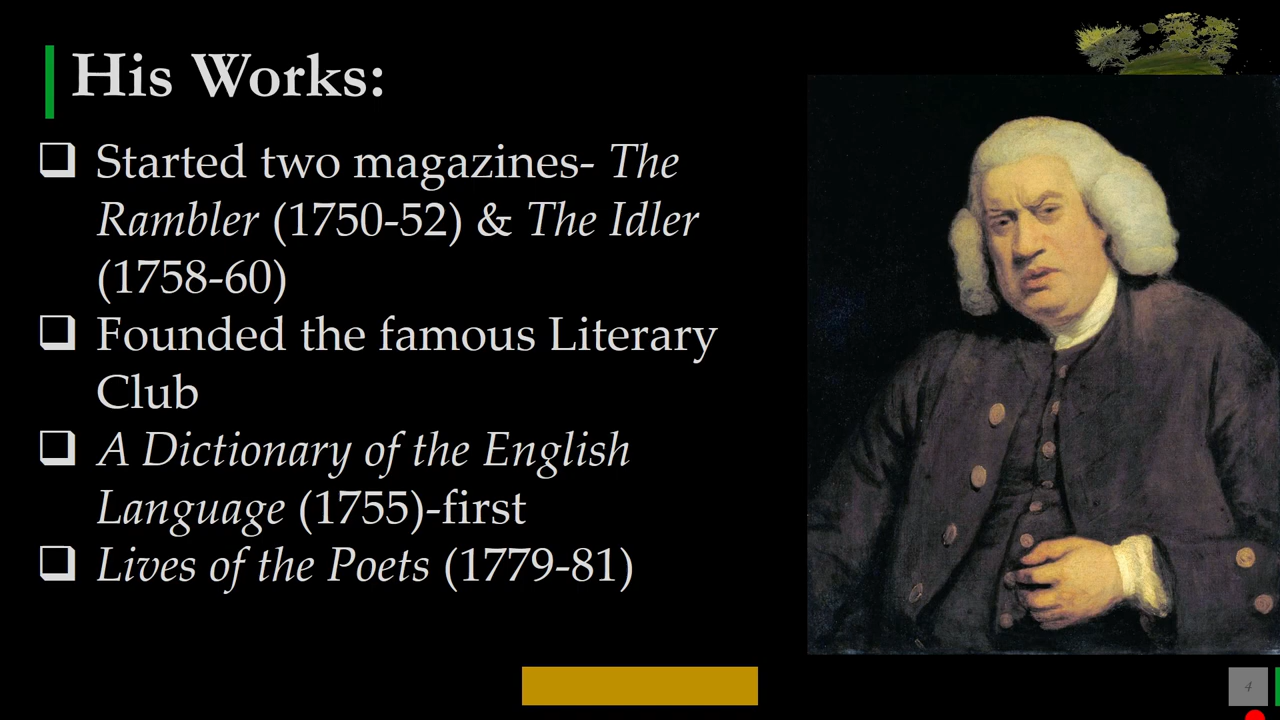 His Works:
❑ Started two magazines- The
Rambler (1750-52) & The Idler
(1758-60)
❑ Founded the famous Literary
Club
❑ A Dictionary of the English
Language (1755)-first
❑ Lives of the Poets (1779-81)
4